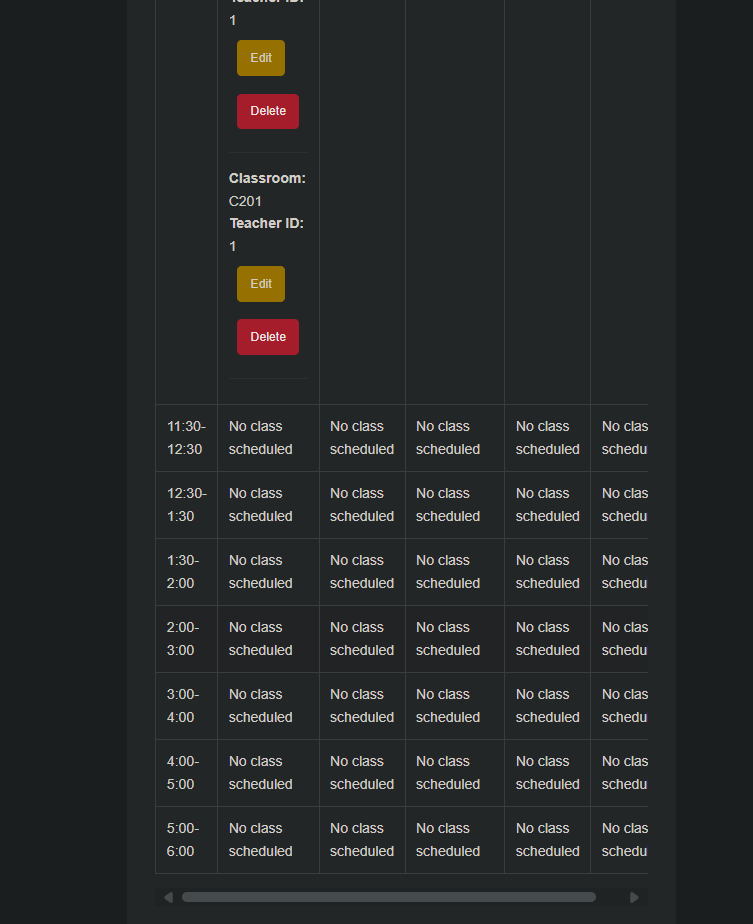 Teacher ID:
1
Edit
Delete
Classroom:
C201
Teacher ID:
1
Edit
Delete
11:30- No class No class No class No class No clas
12:30 scheduled scheduled scheduled scheduled schedu
12:30- No class No class No class No class No clas
1:30 scheduled scheduled scheduled scheduled schedu
1:30- No class No class No class No class No clas
2:00 scheduled scheduled scheduled scheduled schedu
2:00- No class No class No class No class No clas
3:00 scheduled scheduled scheduled scheduled schedu
3:00- No class No class No class No class No clas
4:00 scheduled scheduled scheduled scheduled schedu
4:00- No class No class No class No class No clas
5:00 scheduled scheduled scheduled scheduled schedu
5:00- No class No class No class No class No clas
6:00 scheduled scheduled scheduled scheduled schedu